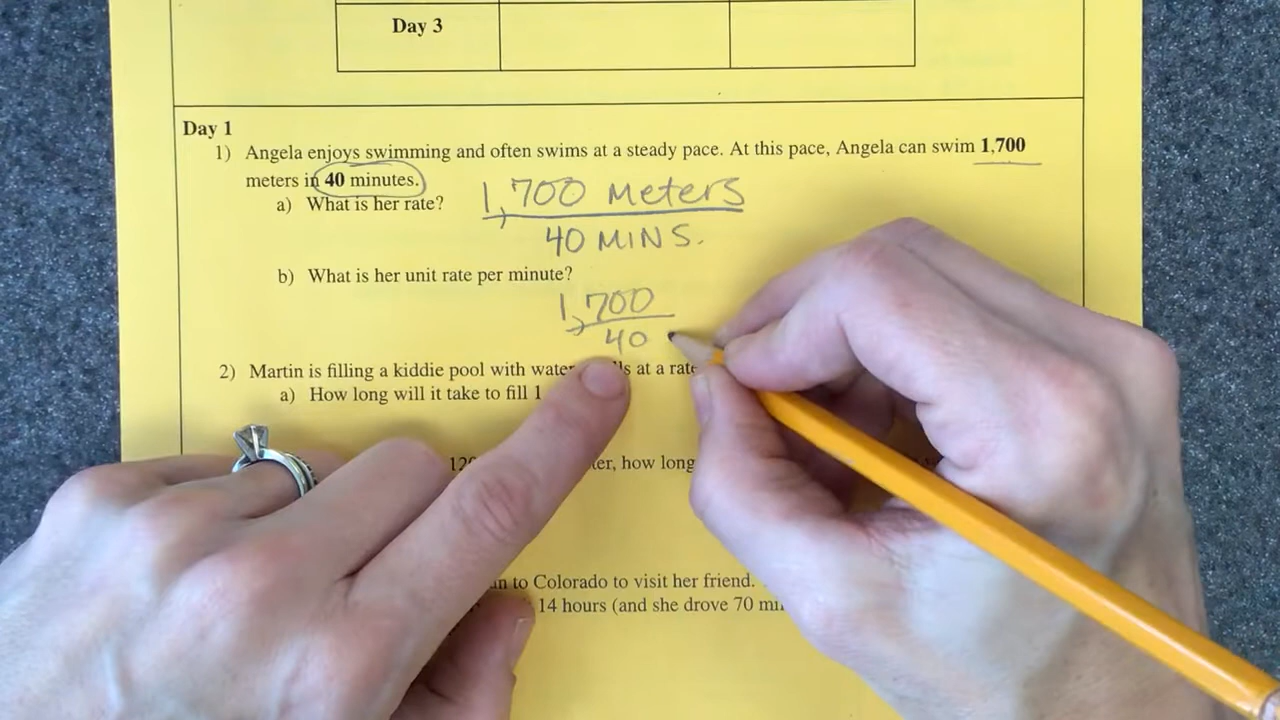 Day 3
Day 1
1) Angela enjoys swimming and often swims at a steady pace. At this pace, Angela can swim 1,700
meters in 40 minutes.
1,700 Meters
a) What is her rate?
40 MINS.
b) What is her unit rate per minute?
1,700
40
2) Martin is filling a kiddie pool with water at a rate
a) How long will it take to fill 1
how long
to Colorado to visit her friend.
14 hours (and she drove 70